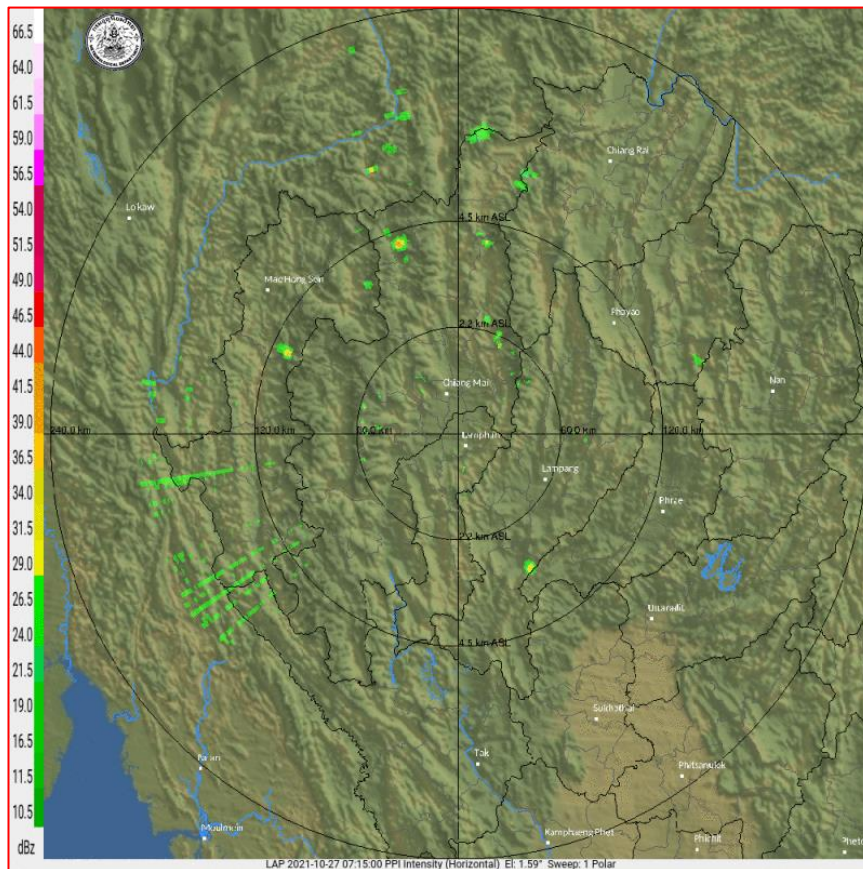 66.5
64.0
61.5
59.0
56.5
54.0
51.5
49.0
46.5
44.0
41.5
39.0
36.5
34.0
31.5
29.0
26.5
24.0
21.5
19.0
16.5
14.0
11.5
10.5
dBz
Chiang Rai
Loikaw
4.5 km ASL
Mae Hong Son
Phayao
2.2 km ASL
Chiang Mai
Nan
240.0 km
120.0 km
60.0 km
60.0 km
120.0 km
Lamphun
Lampang
Phrae
2.2 km ASL
Uttaradit
4.5 km ASL
Sukhothai
Tak
Pa'an
Phitsanulok
Moulmein
Kamphaeng Phet
Phichit
LAP 2021-10-27 07:15:00 PPI Intensity (Horizontal) El: 1.59° Sweep: 1 Polar